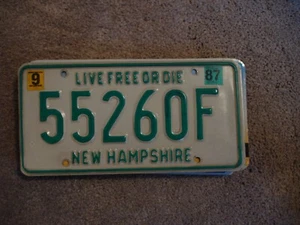 9 87
LIVE FREE OR DIE
55260F
NEW HAMPSHIRE